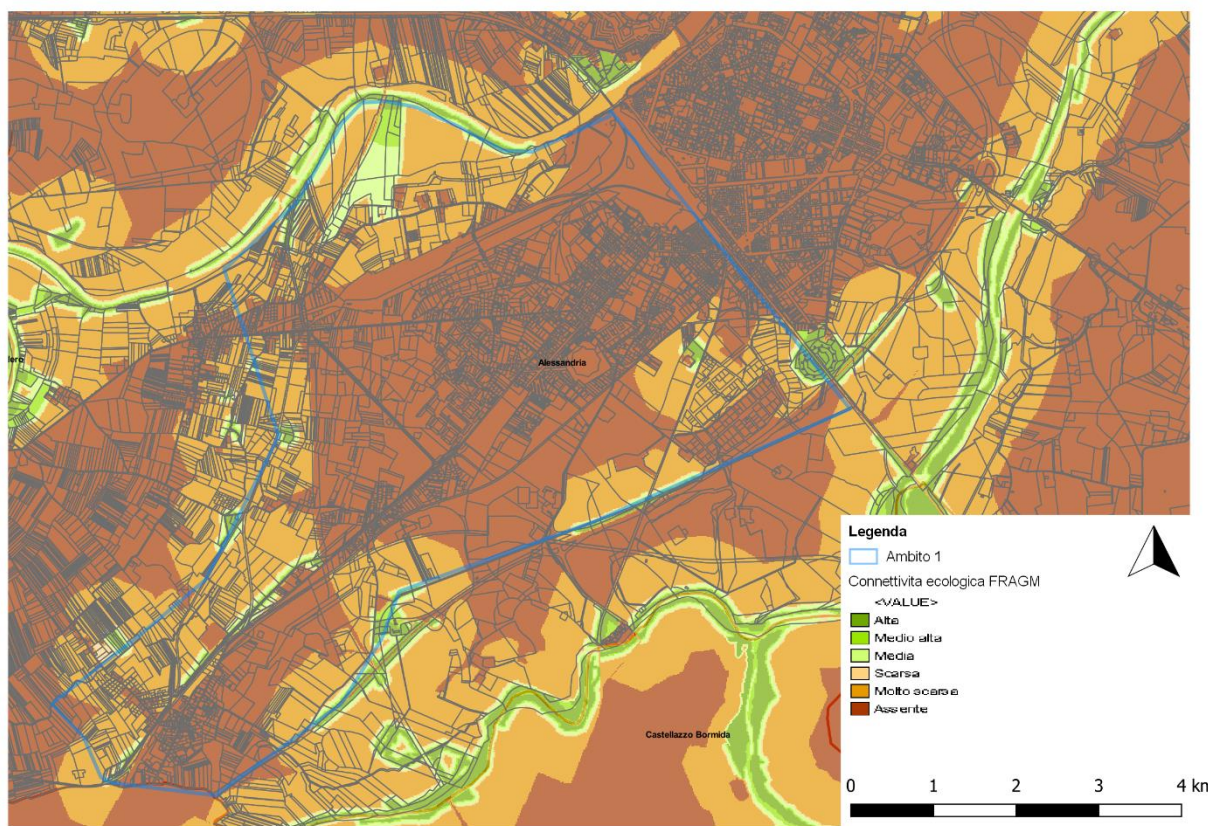 lero
Alessandria
Castellazzo Bormida
Legenda
Ambito 1
Connettivita ecologica FRAGM
<VALUE>
Alta
Medio alta
Media
Scarsa
Molto scarsa
Assente
0 1 2 3 4 km